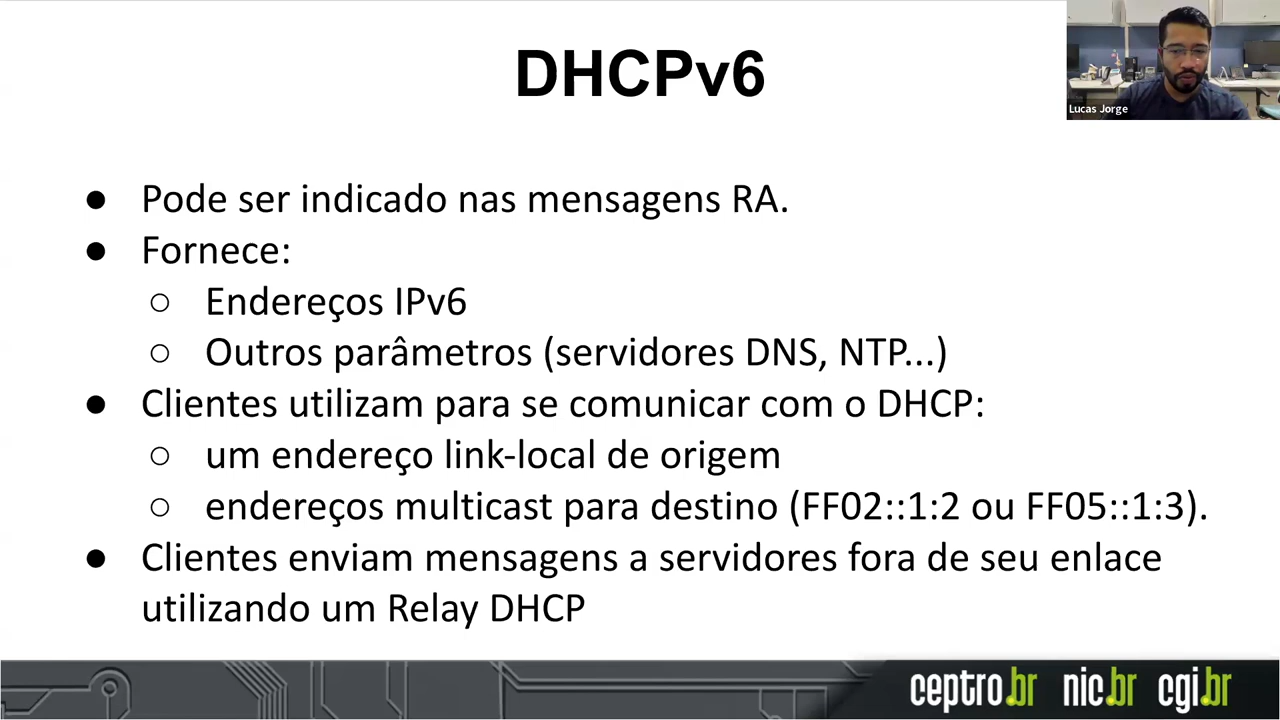 DHCPv6
Lucas Jorge
● Pode ser indicado nas mensagens RA.
● Fornece:
○ Endereços IPv6
○ Outros parâmetros (servidores DNS, NTP...)
● Clientes utilizam para se comunicar com o DHCP:
○ um endereço link-local de origem
○ endereços multicast para destino (FF02::1:2 ou FF05::1:3).
● Clientes enviam mensagens a servidores fora de seu enlace
utilizando um Relay DHCP
ceptro.br nic.br cgi.br